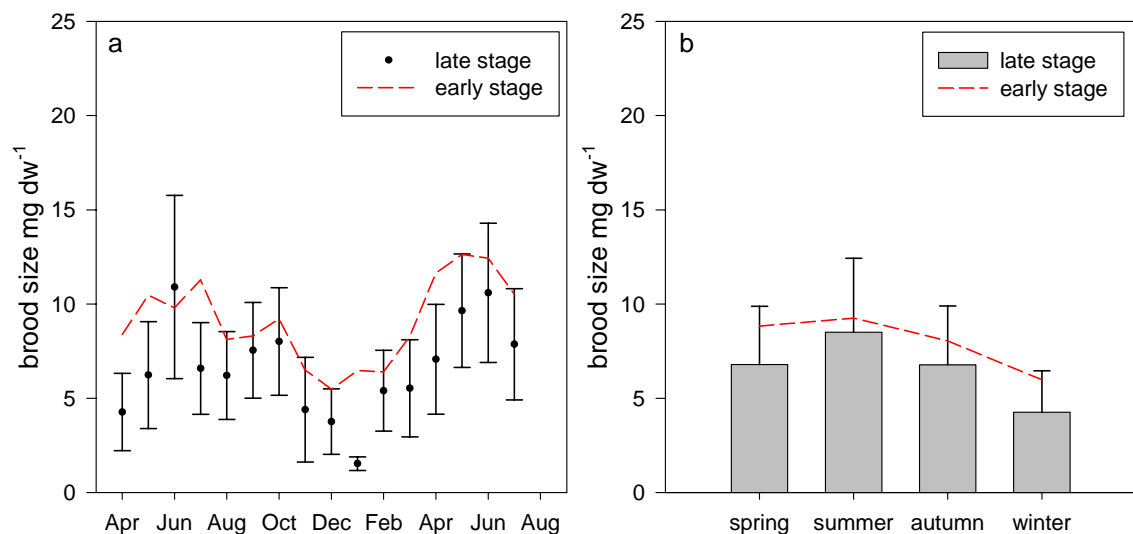 a
late stage
early stage
brood size mg dw-1
25
20
15
10
5
0
Apr Jun Aug Oct Dec Feb Apr Jun Aug
b
late stage
early stage
brood size mg dw-1
25
20
15
10
5
0
spring summer autumn winter